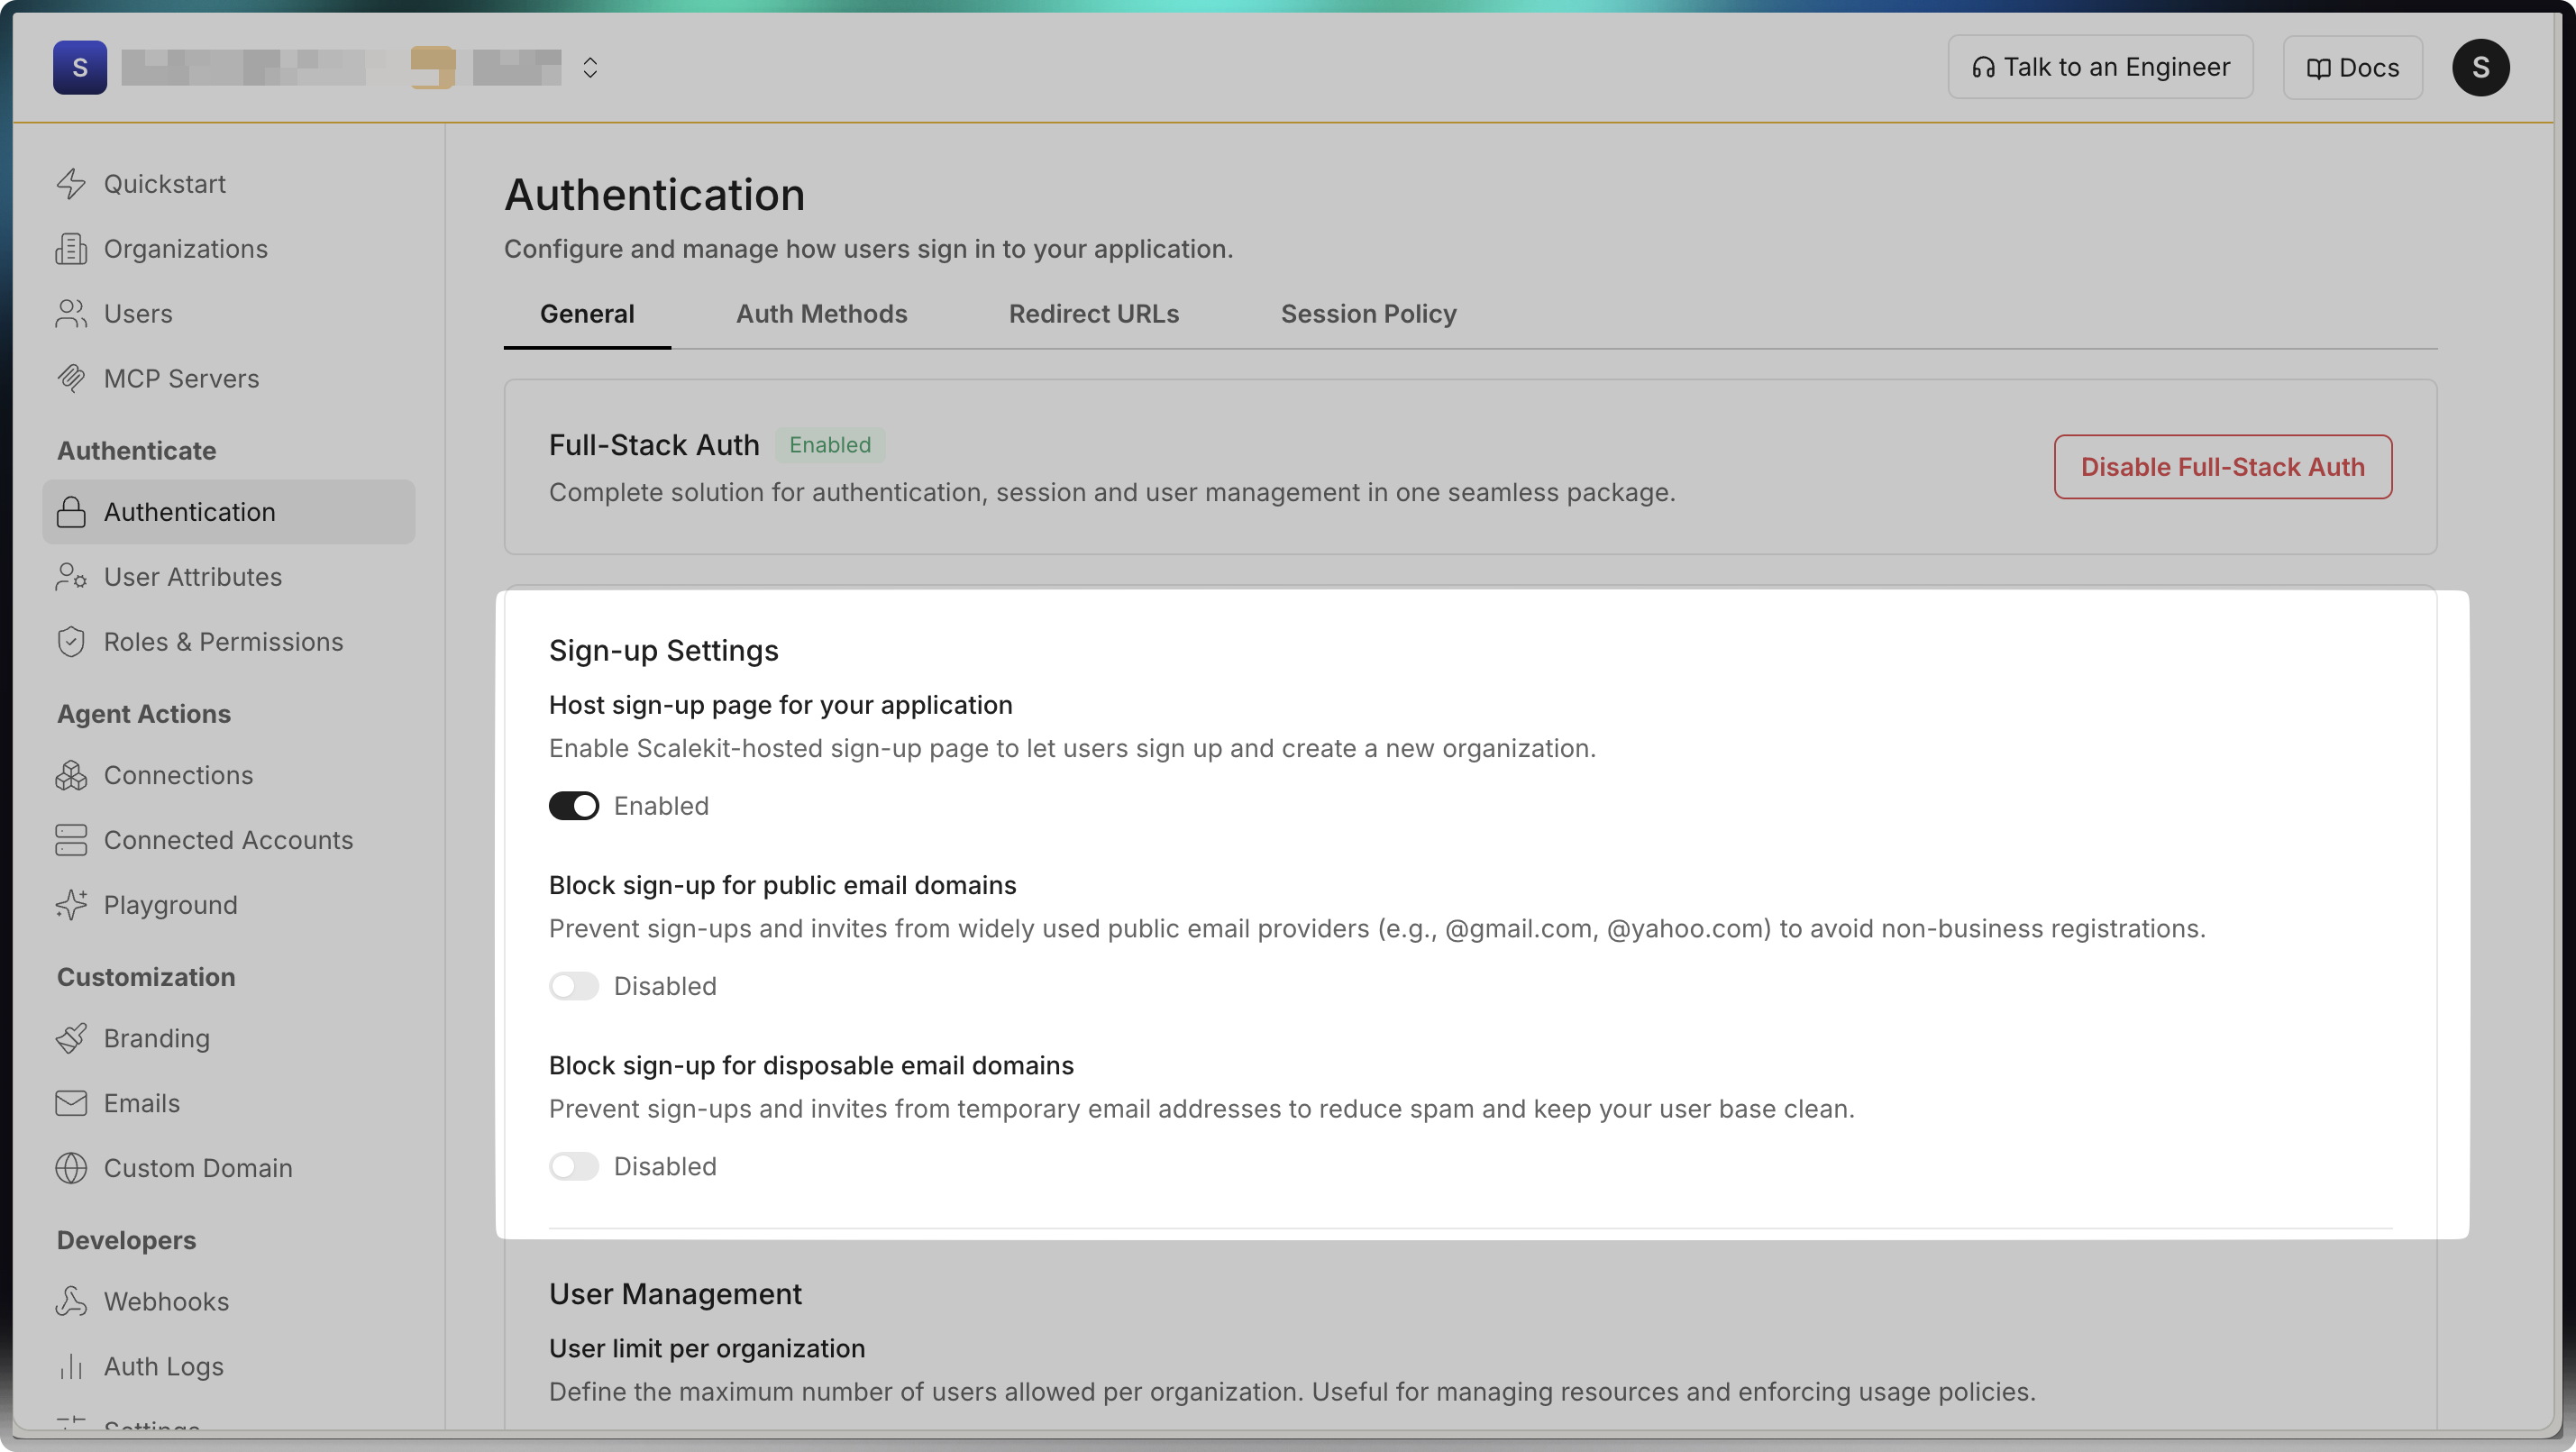 S
Talk to an Engineer
Docs
S
Quickstart
Organizations
Users
MCP Servers
Authenticate
Authentication
User Attributes
Roles & Permissions
Agent Actions
Connections
Connected Accounts
Playground
Customization
Branding
Emails
Custom Domain
Developers
Webhooks
Auth Logs
Settings
Authentication
Configure and manage how users sign in to your application.
General
Auth Methods
Redirect URLs
Session Policy
Full-Stack Auth
Enabled
Complete solution for authentication, session and user management in one seamless package.
Disable Full-Stack Auth
Sign-up Settings
Host sign-up page for your application
Enable Scalekit-hosted sign-up page to let users sign up and create a new organization.
Enabled
Block sign-up for public email domains
Prevent sign-ups and invites from widely used public email providers (e.g., @gmail.com, @yahoo.com) to avoid non-business registrations.
Disabled
Block sign-up for disposable email domains
Prevent sign-ups and invites from temporary email addresses to reduce spam and keep your user base clean.
Disabled
User Management
User limit per organization
Define the maximum number of users allowed per organization. Useful for managing resources and enforcing usage policies.